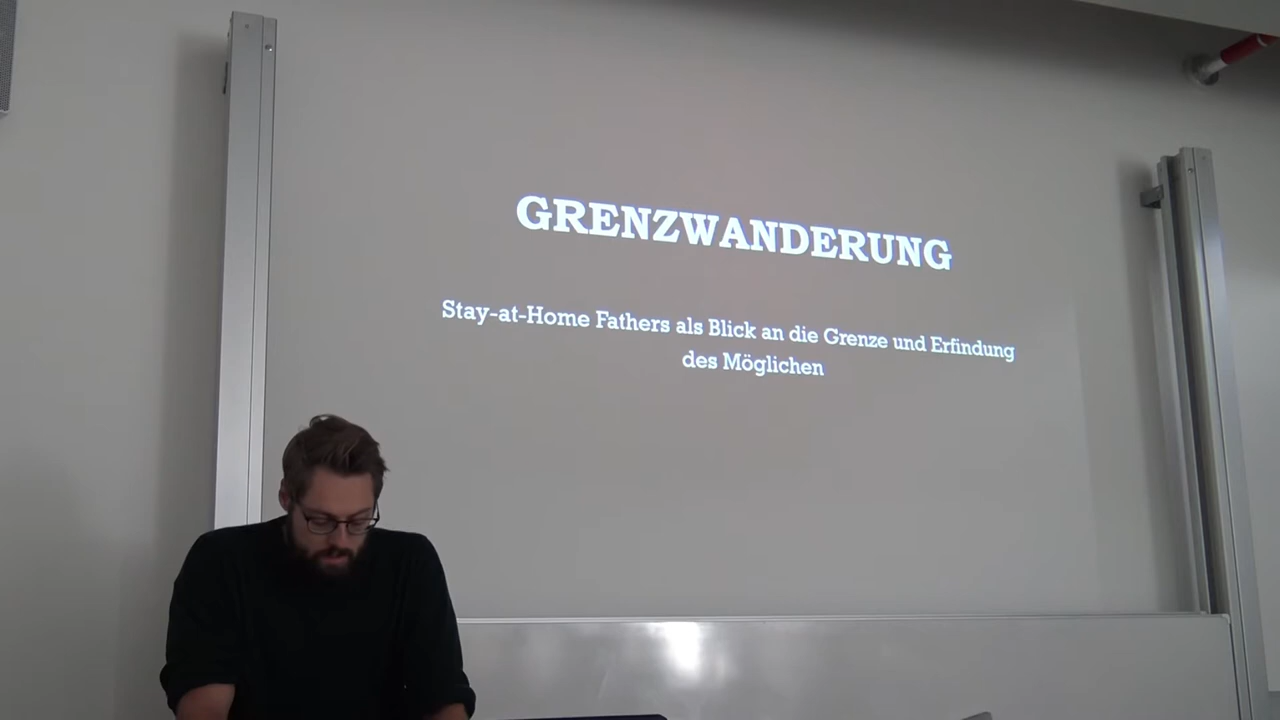 GRENZWANDERUNG
Stay-at-Home Fathers als Blick an die Grenze und Erfindung
des Möglichen